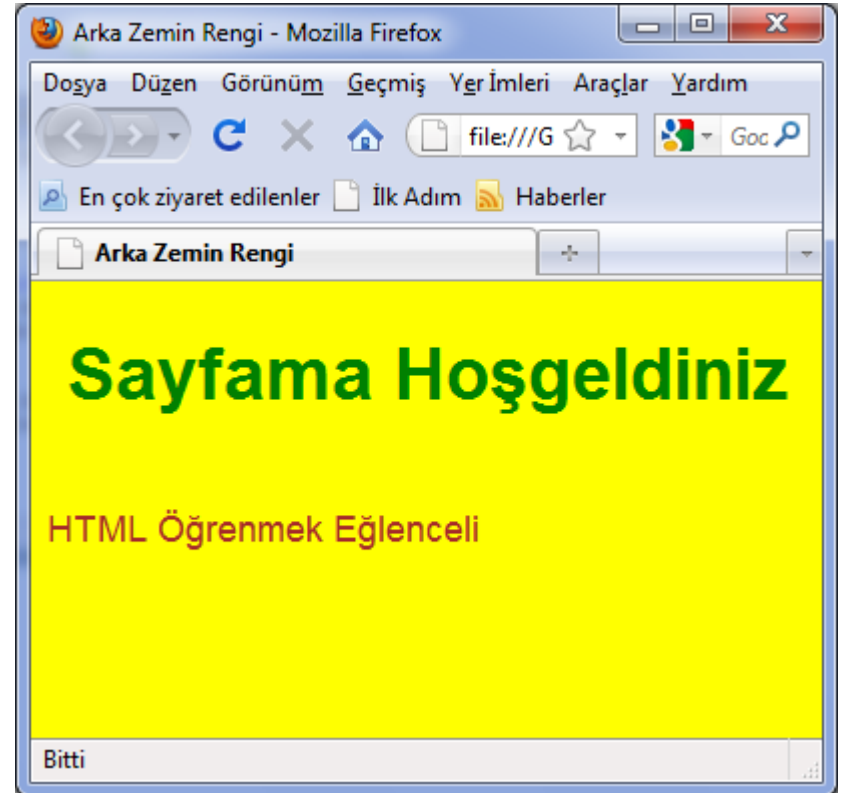 Arka Zemin Rengi - Mozilla Firefox
Dosya Düzen Görünüm Geçmiş Yer İmleri Araçlar Yardım
file:///G Goc
En çok ziyaret edilenler İlk Adım Haberler
Arka Zemin Rengi
Sayfama Hoşgeldiniz
HTML Öğrenmek Eğlenceli
Bitti